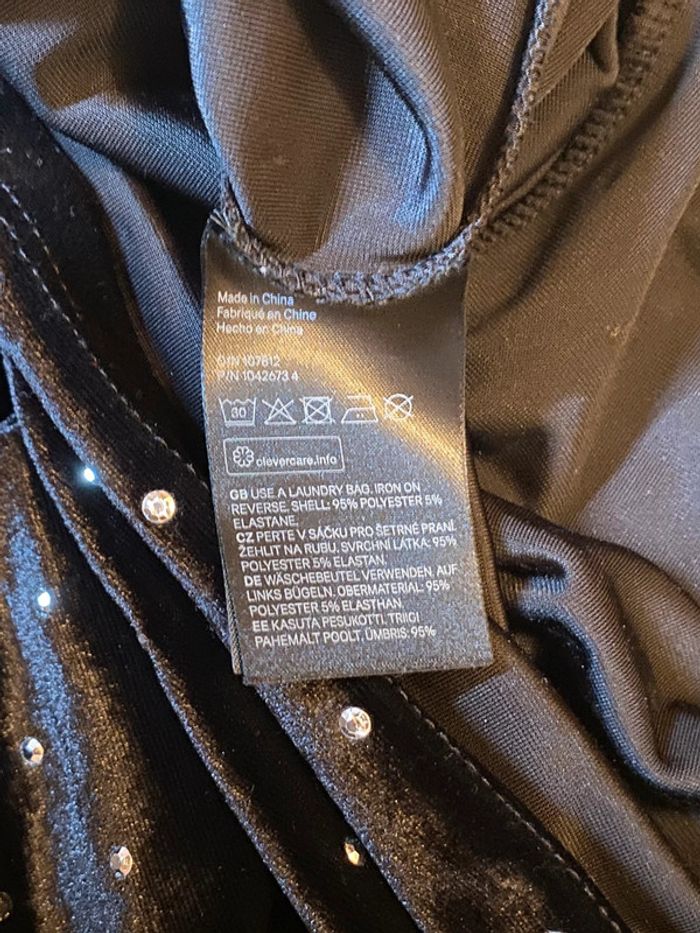 Made in China
Fabriqué en Chine
Hecho en China
O/N 107812
P/N 1042673.4
30
clevercare.info
GB USE A LAUNDRY BAG. IRON ON
REVERSE. SHELL: 95% POLYESTER 5%
ELASTANE.
CZ PERTE V SÁČKU PRO ŠETRNÉ PRANÍ.
ŽEHLIT NA RUBU. SVRCHNÍ LÁTKA: 95%
POLYESTER 5% ELASTAN.
DE WÄSCHEBEUTEL VERWENDEN. AUF
LINKS BÜGELN. OBERMATERIAL: 95%
POLYESTER 5% ELASTHAN.
EE KASUTA PESUKOTTI. TRIIGI
PAHEMALT POOLT. ÜMBRIS: 95%